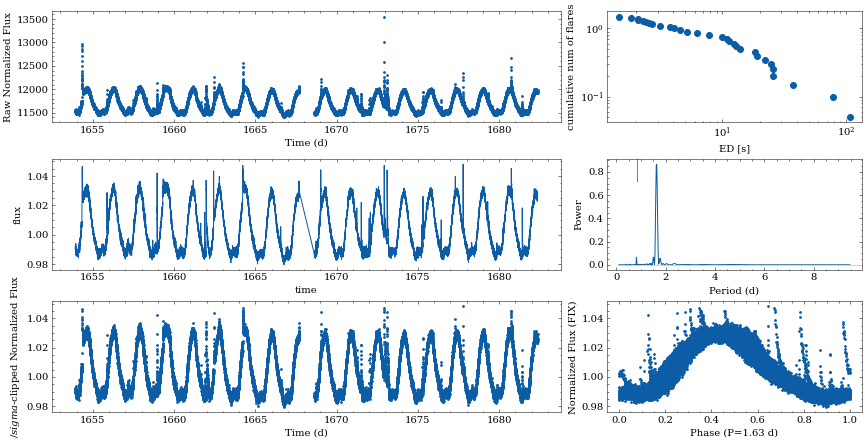 Raw Normalized Flux
13500
13000
12500
12000
11500
1655 1660 1665 1670 1675 1680
Time (d)
cumulative num of flares
10⁰
10⁻¹
10¹ 10²
ED [s]
flux
1.04
1.02
1.00
0.98
1655 1660 1665 1670 1675 1680
time
Power
0.8
0.6
0.4
0.2
0.0
0 2 4 6 8
Period (d)
/sigma-clipped Normalized Flux
1.04
1.02
1.00
0.98
1655 1660 1665 1670 1675 1680
Time (d)
Normalized Flux (FIX)
1.04
1.02
1.00
0.98
0.0 0.2 0.4 0.6 0.8 1.0
Phase (P=1.63 d)